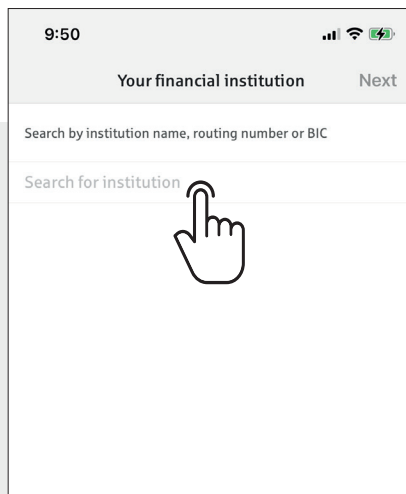 9:50
Your financial institution Next
Search by institution name, routing number or BIC
Search for institution